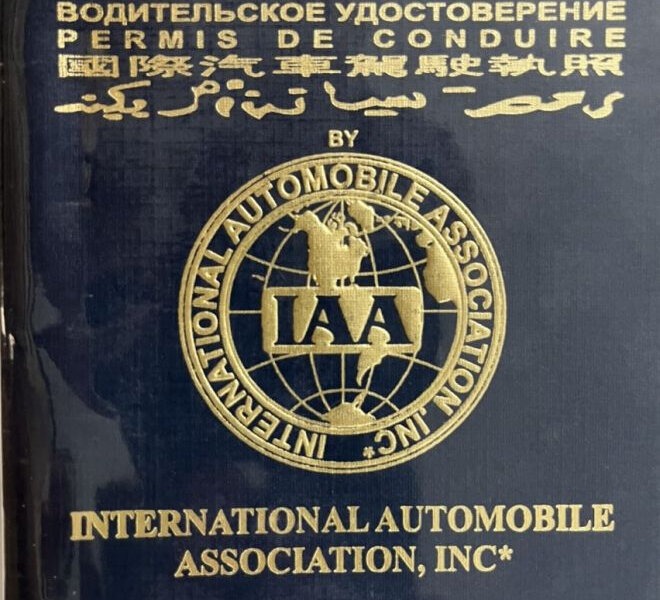 ВОДИТЕЛЬСКОЕ УДОСТОВЕРЕНИЕ
PERMIS DE CONDUIRE
國際汽車駕駛執照
BY
INTERNATIONAL AUTOMOBILE ASSOCIATION, INC*
IAA
INTERNATIONAL AUTOMOBILE
ASSOCIATION, INC*